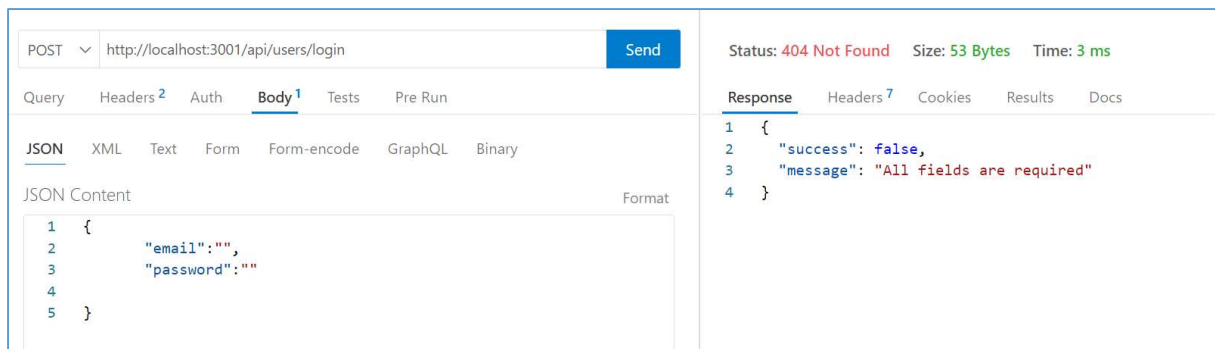 POST http://localhost:3001/api/users/login Send
Query Headers 2 Auth Body 1 Tests Pre Run
JSON XML Text Form Form-encode GraphQL Binary
JSON Content Format
1 {
2 "email":"",
3 "password":""
4
5 }
Status: 404 Not Found Size: 53 Bytes Time: 3 ms
Response Headers 7 Cookies Results Docs
1 {
2 "success": false,
3 "message": "All fields are required"
4 }